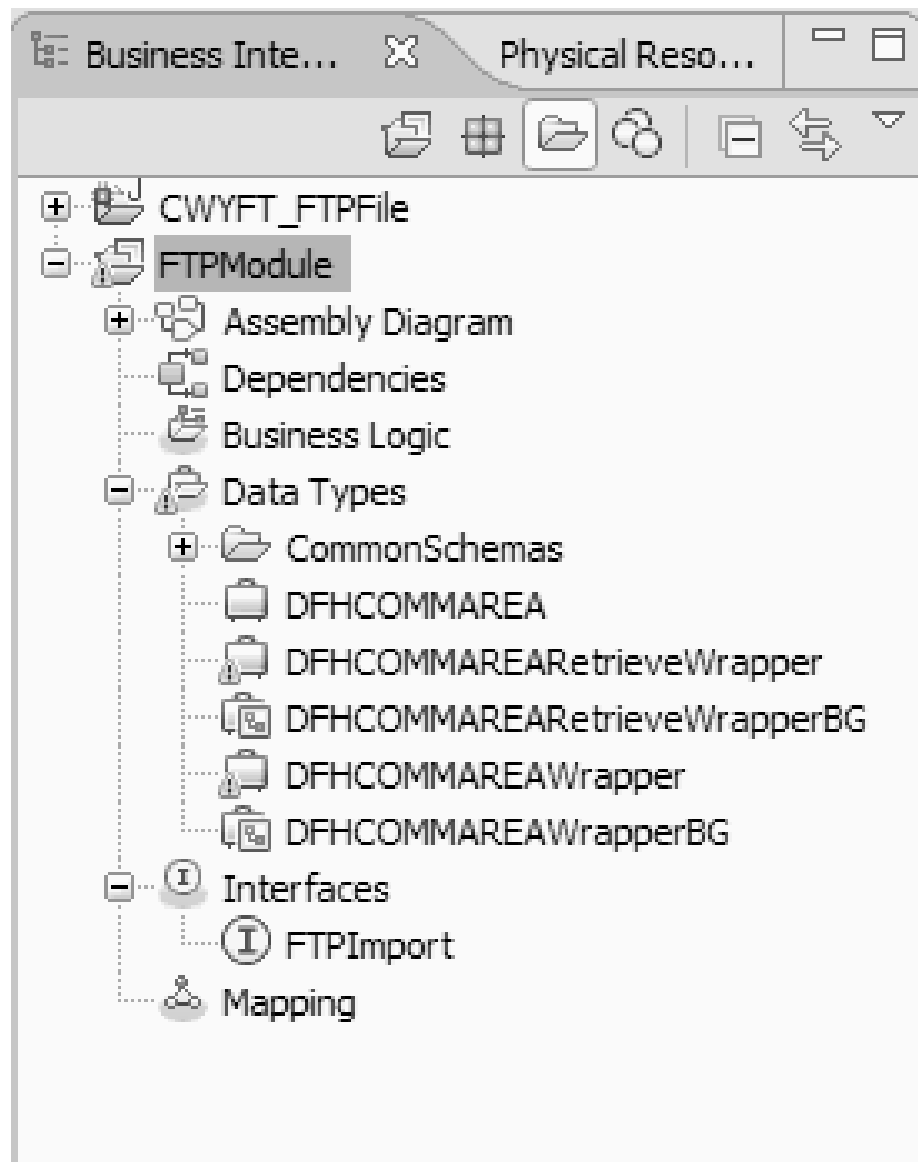 Business Inte... Physical Reso...
CWYFT_FTPFile
FTPModule
Assembly Diagram
Dependencies
Business Logic
Data Types
CommonSchemas
DFHCOMMAREA
DFHCOMMAREARetrieveWrapper
DFHCOMMAREARetrieveWrapperBG
DFHCOMMAREAWrapper
DFHCOMMAREAWrapperBG
Interfaces
FTPImport
Mapping